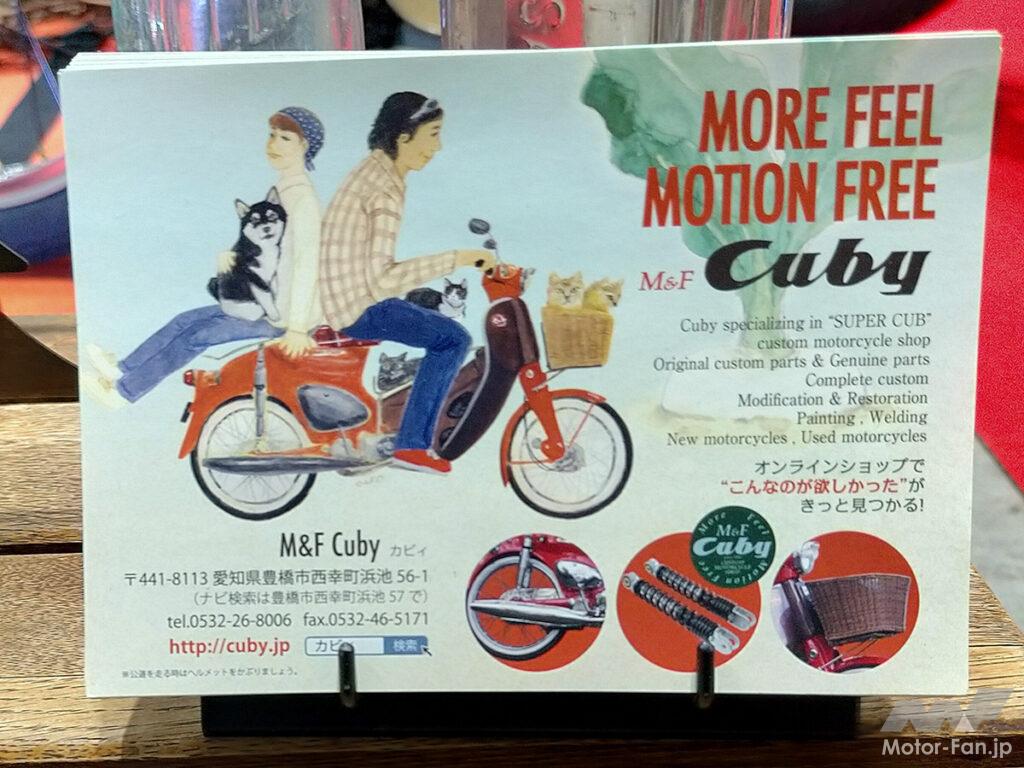 MORE FEEL
MOTION FREE
M&F Cuby
Cuby specializing in "SUPER CUB"
custom motorcycle shop
Original custom parts & Genuine parts
Complete custom
Modification & Restoration
Painting , Welding
New motorcycles , Used motorcycles
オンラインショップで
“こんなのが欲しかった”が
きっと見つかる!
More Feel
M&F
Cuby
Motion Free
M&F Cuby カビィ
〒441-8113 愛知県豊橋市西幸町浜池 56-1
(ナビ検索は豊橋市西幸町浜池 57 で)
tel.0532-26-8006 fax.0532-46-5171
http://cuby.jp カビィ 検索
※公道を走る時はヘルメットをかぶりましょう。
Motor-Fan.jp